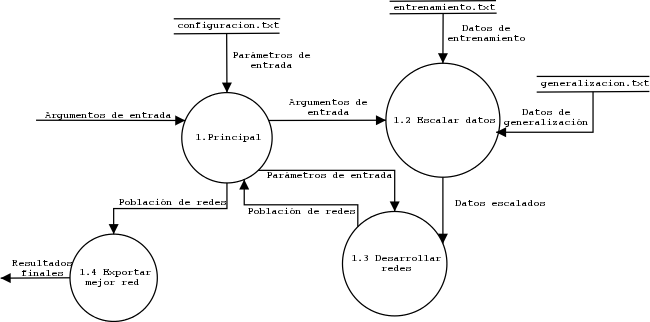 configuracion.txt
entrenamiento.txt
Datos de
entrenamiento
Parámetros de
entrada
generalizacion.txt
Argumentos de entrada
Argumentos de
entrada
Datos de
generalización
1.Principal
1.2 Escalar datos
Parámetros de entrada
Población de redes
Población de redes
Datos escalados
1.3 Desarrollar
redes
Resultados
finales
1.4 Exportar
mejor red